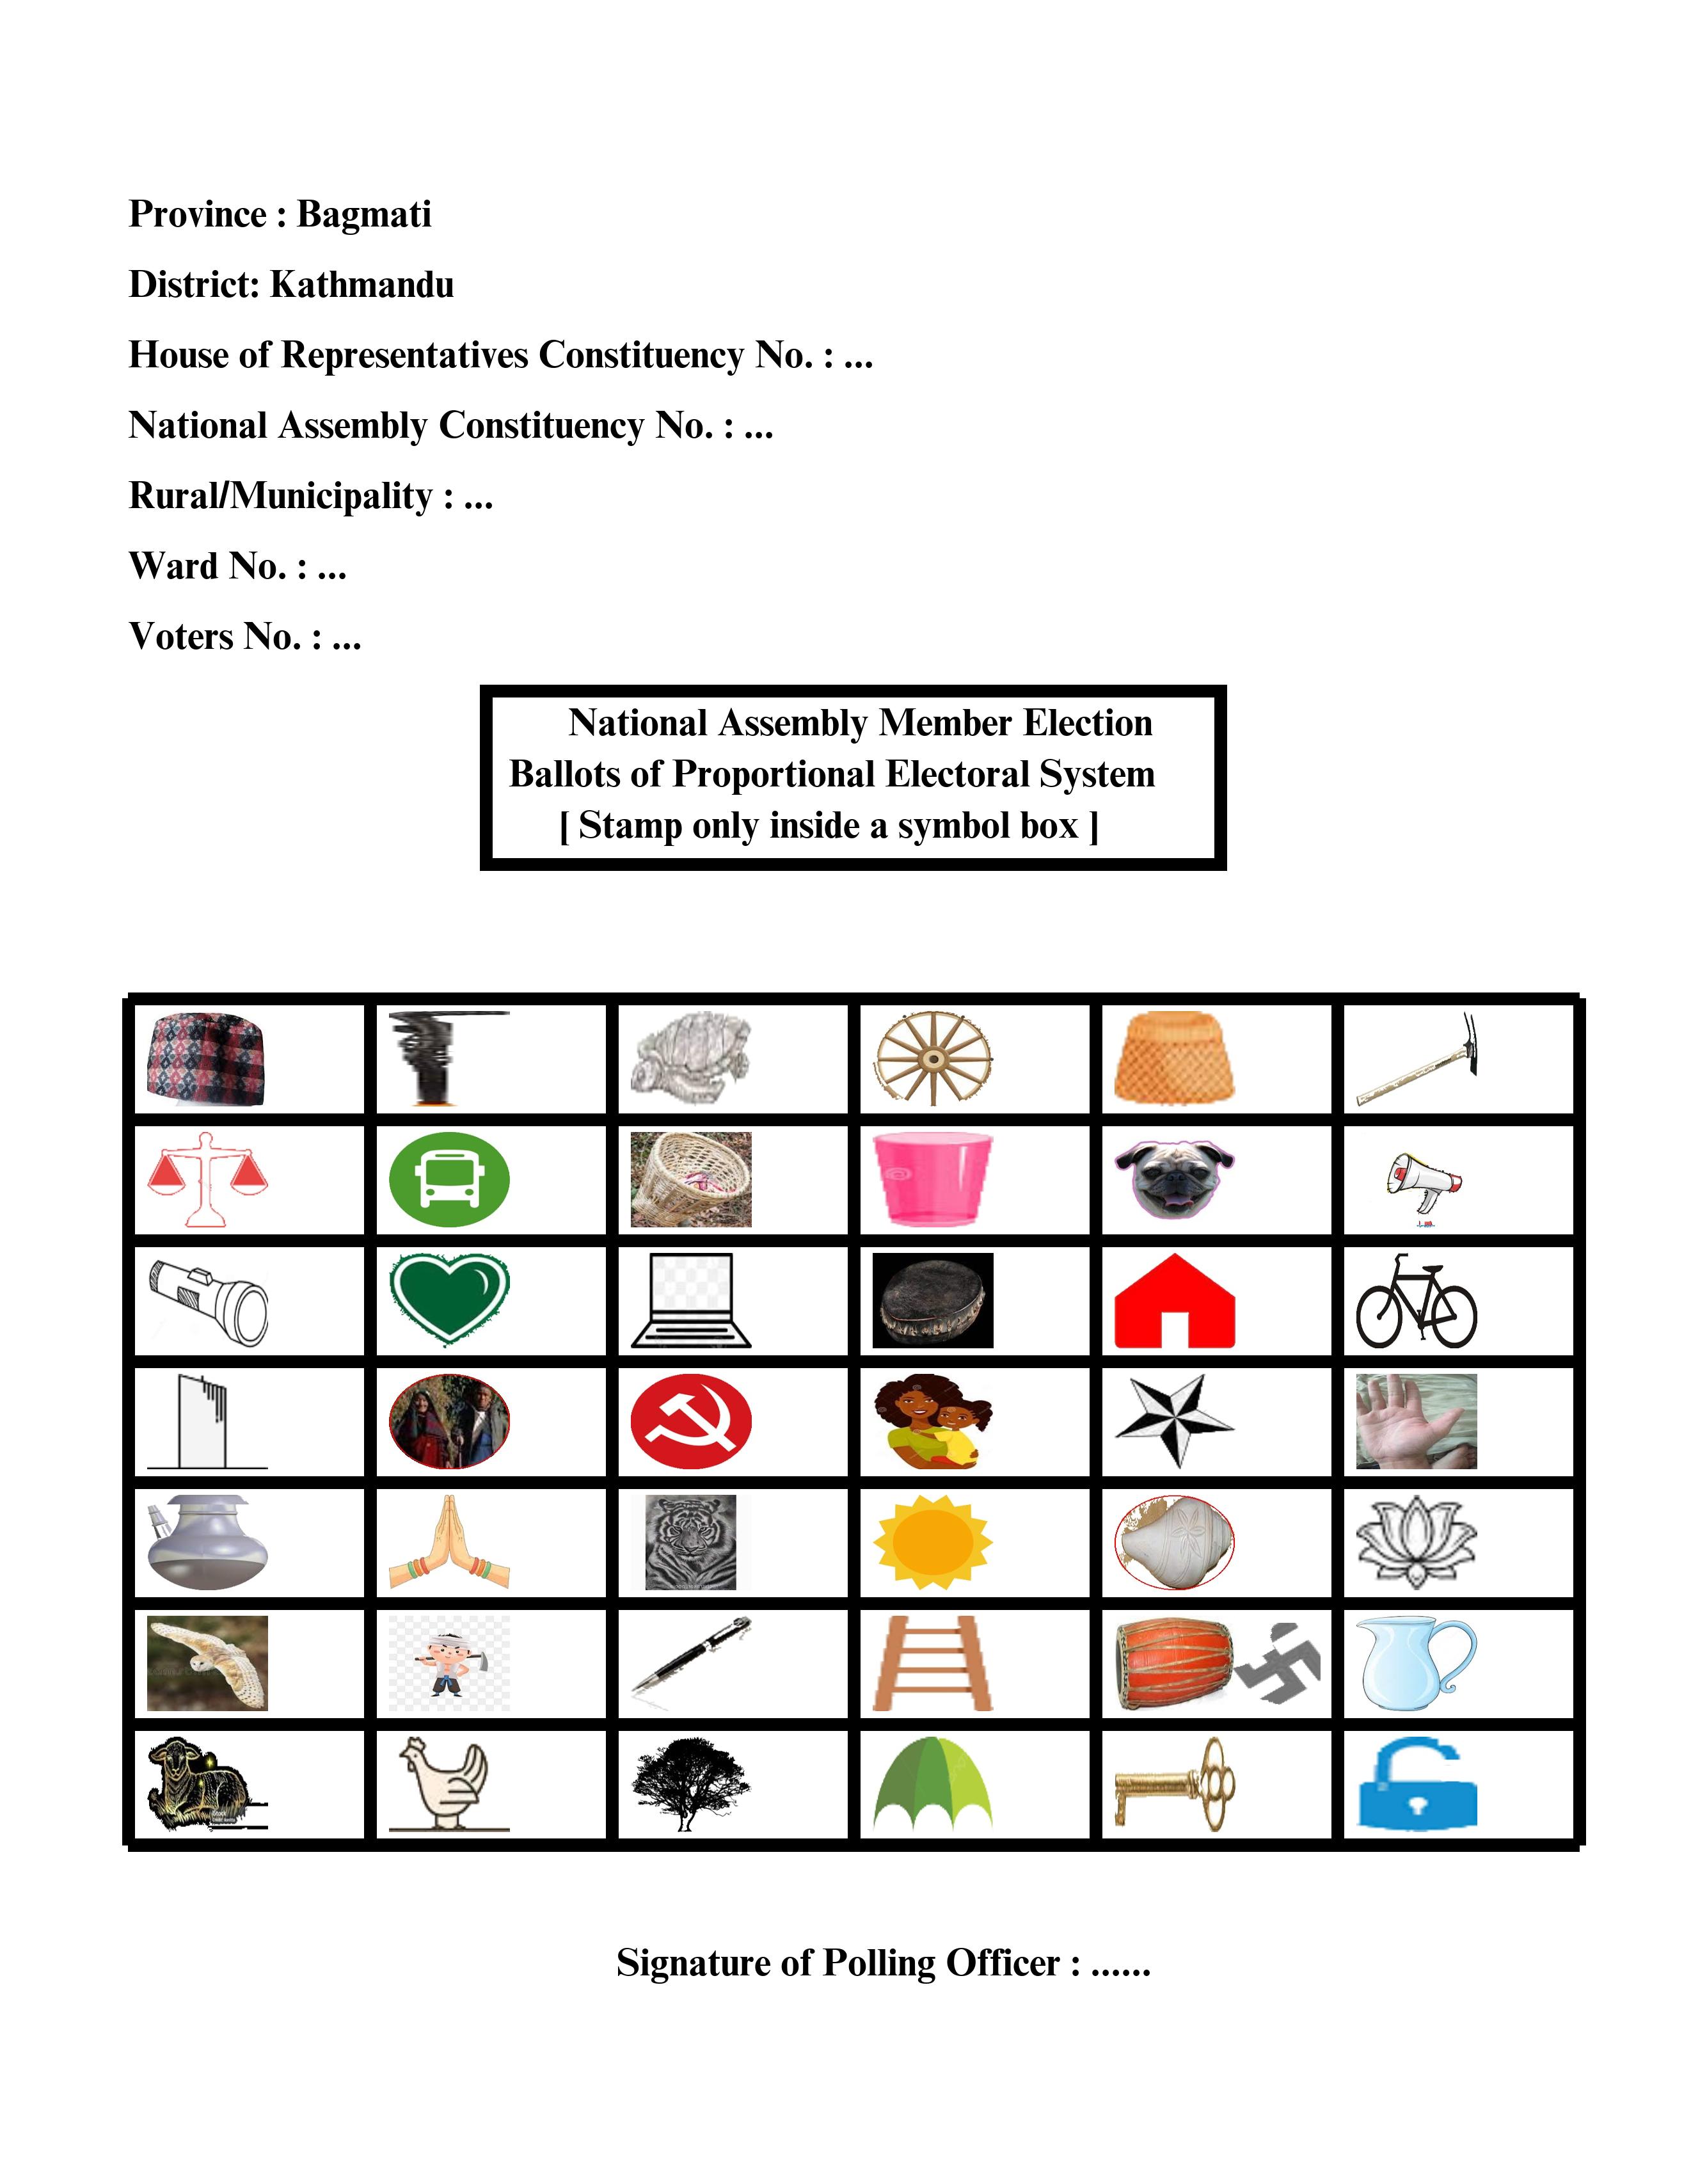 Province : Bagmati
District: Kathmandu
House of Representatives Constituency No. : ...
National Assembly Constituency No. : ...
Rural/Municipality : ...
Ward No. : ...
Voters No. : ...
National Assembly Member Election
Ballots of Proportional Electoral System
[ Stamp only inside a symbol box ]
Signature of Polling Officer : ......